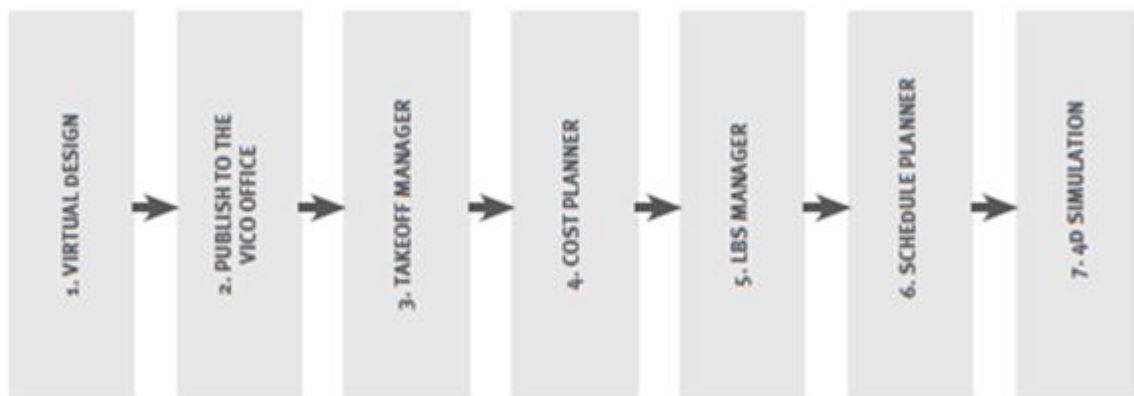 1. VIRTUAL DESIGN
2. PUBLISH TO THE
VICO OFFICE
3. TAKEOFF MANAGER
4. COST PLANNER
5. LBS MANAGER
6. SCHEDULE PLANNER
7. 4D SIMULATION